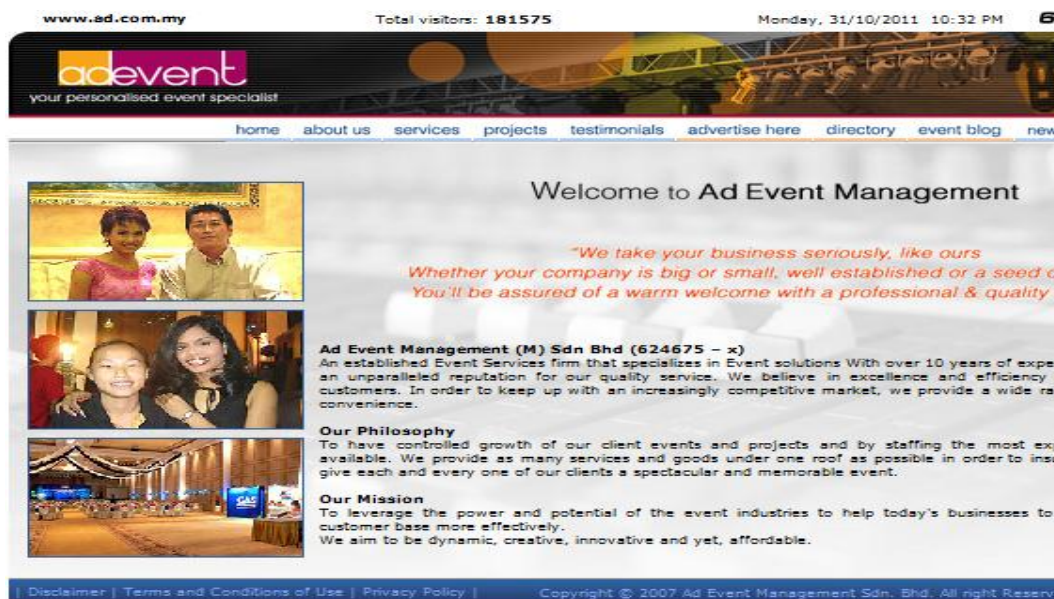 www.ad.com.my Total visitors: 181575 Monday, 31/10/2011 10:32 PM
adevent
your personalised event specialist
home about us services projects testimonials advertise here directory event blog new
Welcome to Ad Event Management
"We take your business seriously, like ours
Whether your company is big or small, well established or a seed
You'll be assured of a warm welcome with a professional & quality
Ad Event Management (M) Sdn Bhd (624675 – x)
An established Event Services firm that specializes in Event solutions With over 10 years of expe
an unparalleled reputation for our quality service. We believe in excellence and efficiency
customers. In order to keep up with an increasingly competitive market, we provide a wide ra
convenience.
Our Philosophy
To have controlled growth of our client events and projects and by staffing the most ex
available. We provide as many services and goods under one roof as possible in order to ins
give each and every one of our clients a spectacular and memorable event.
Our Mission
To leverage the power and potential of the event industries to help today's businesses to
customer base more effectively.
We aim to be dynamic, creative, innovative and yet, affordable.
| Disclaimer | Terms and Conditions of Use | Privacy Policy | Copyright © 2007 Ad Event Management Sdn. Bhd. All right Reserv